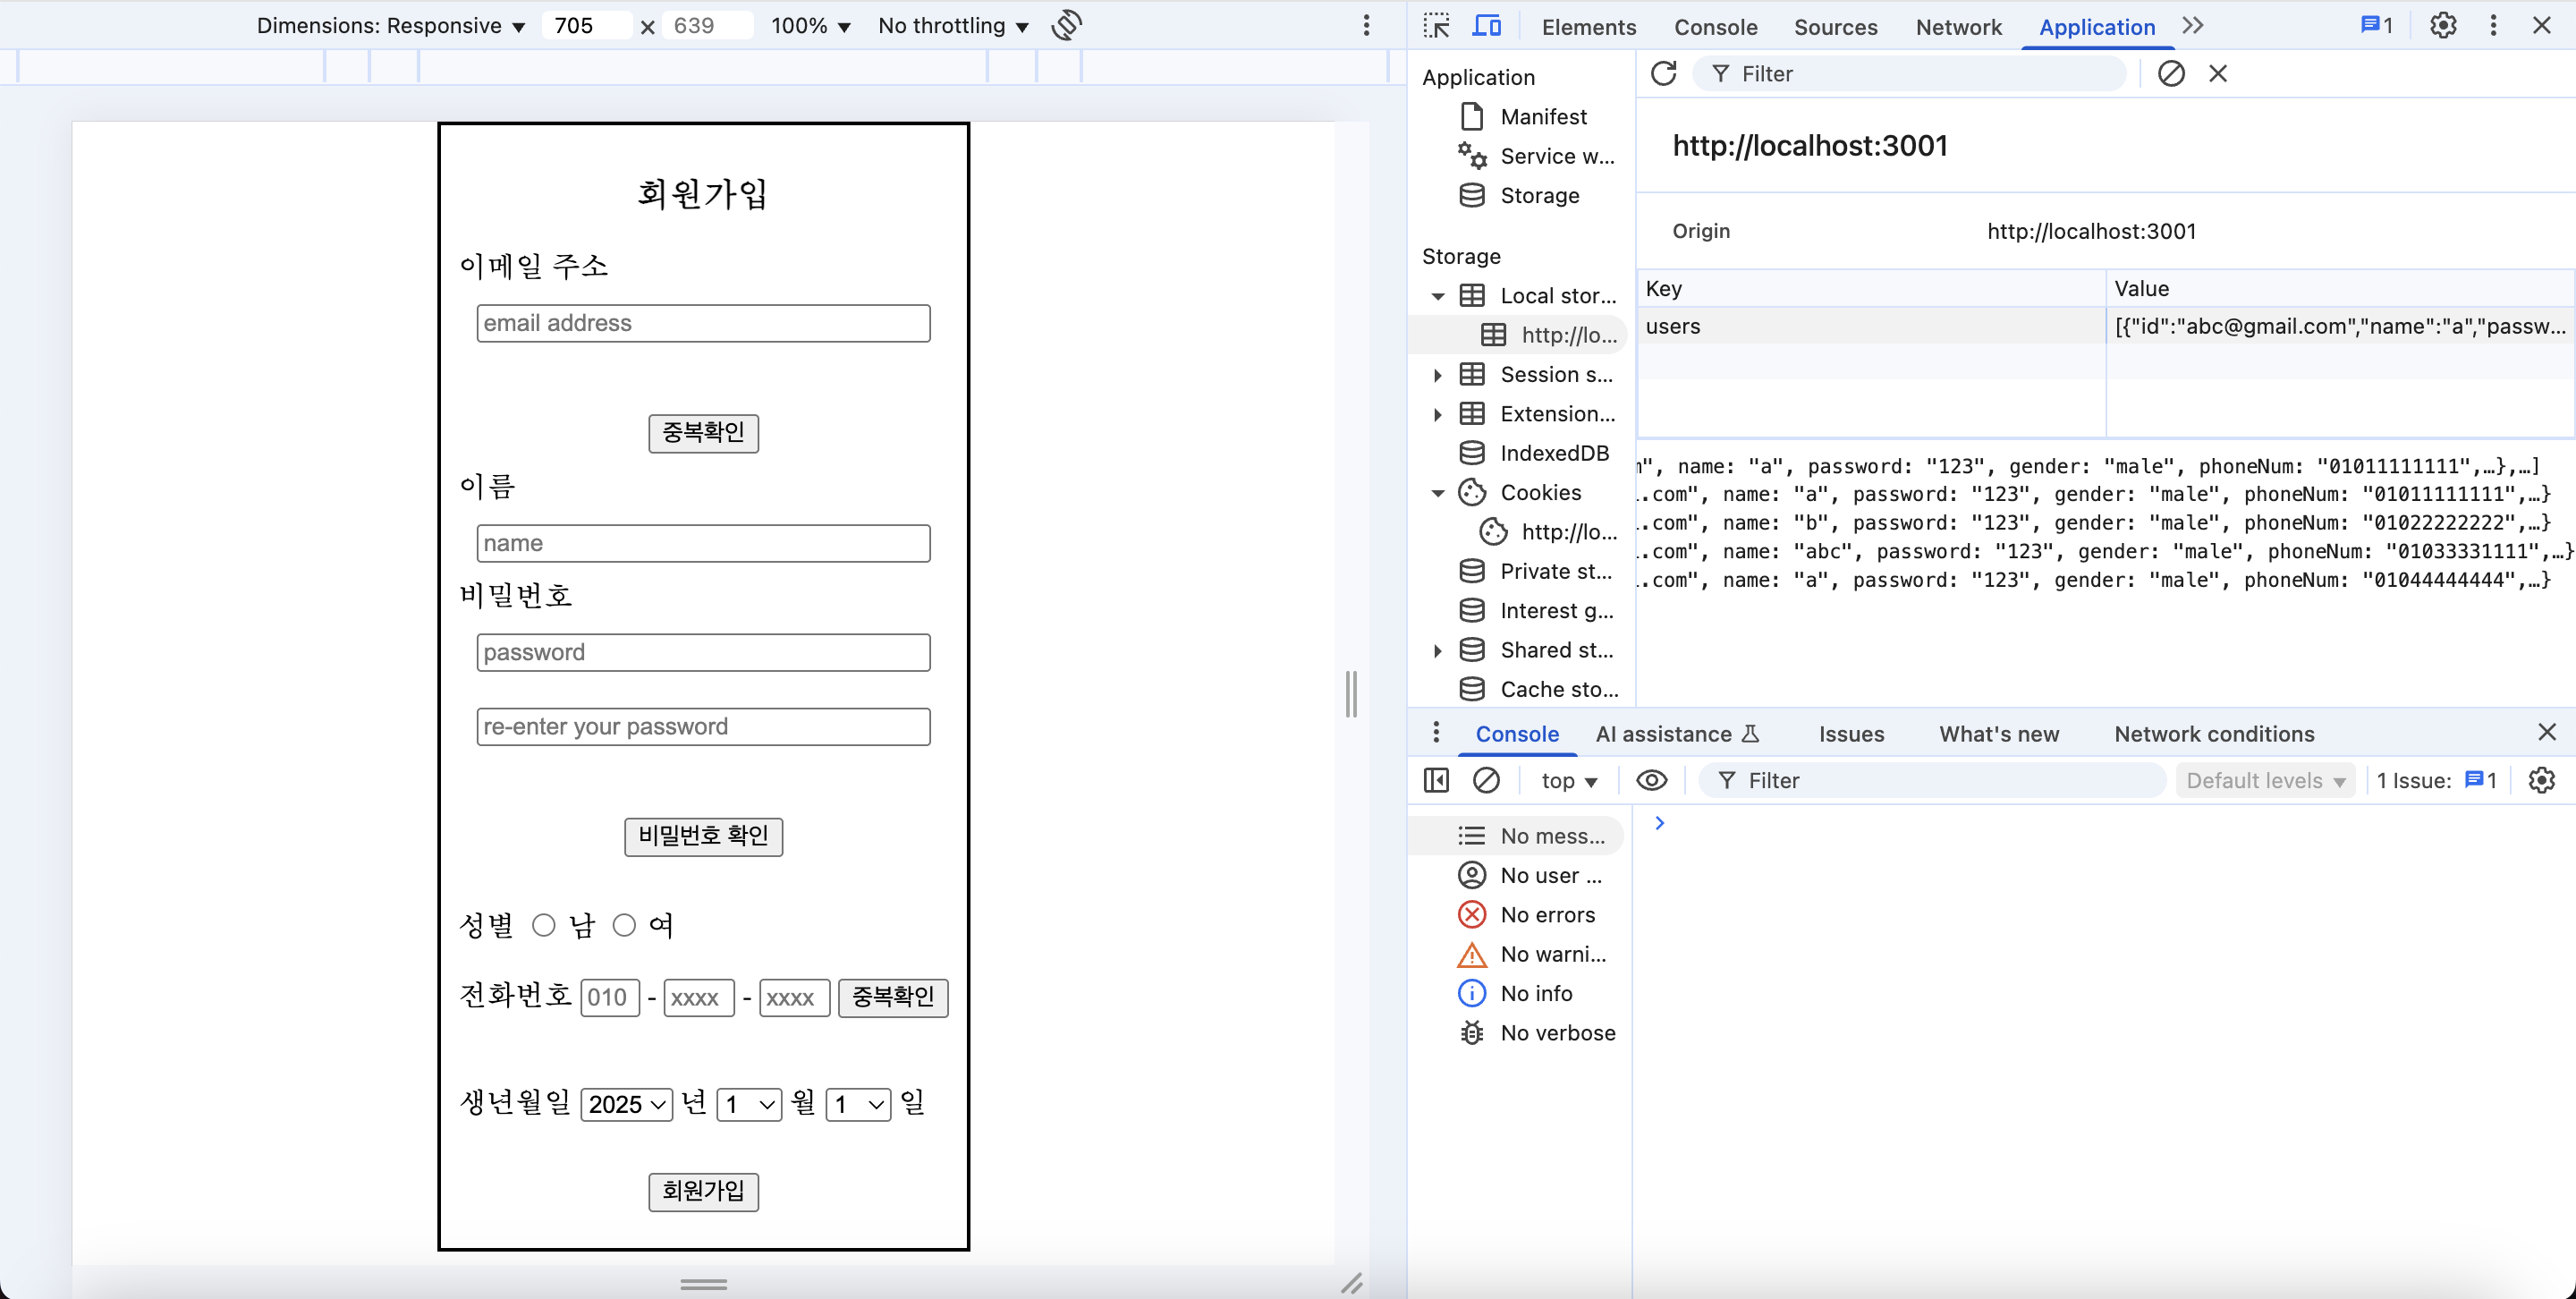 Dimensions: Responsive ▼ 705 × 639 100% ▼ No throttling ▼
회원가입
이메일 주소
email address
중복확인
이름
name
비밀번호
password
re-enter your password
비밀번호 확인
성별 남 여
전화번호 010 - xxxx - xxxx 중복확인
생년월일 2025 년 1 월 1 일
회원가입
Elements Console Sources Network Application 1
Application
Manifest
Service w...
Storage
Storage
Local stor...
http://lo...
Session s...
Extension...
IndexedDB
Cookies
http://lo...
Private st...
Interest g...
Shared st...
Cache sto...
Filter
http://localhost:3001
Origin http://localhost:3001
Key Value
users [{"id":"abc@gmail.com","name":"a","passw...
", name: "a", password: "123", gender: "male", phoneNum: "01011111111",…},…]
.com", name: "a", password: "123", gender: "male", phoneNum: "01011111111",…}
.com", name: "b", password: "123", gender: "male", phoneNum: "01022222222",…}
.com", name: "abc", password: "123", gender: "male", phoneNum: "01033331111",…}
.com", name: "a", password: "123", gender: "male", phoneNum: "01044444444",…}
Console AI assistance Issues What's new Network conditions
top ▼ Filter Default levels ▼ 1 Issue: 1
No mess...
No user ...
No errors
No warni...
No info
No verbose